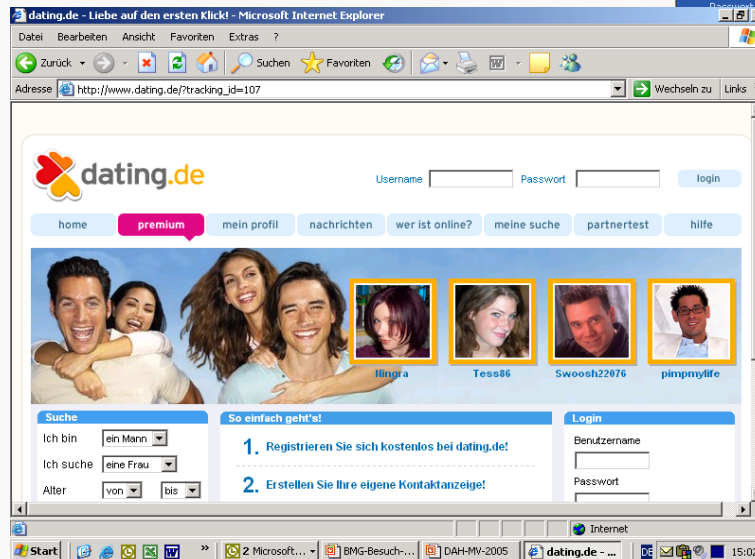 Passwort
dating.de - Liebe auf den ersten Klick! - Microsoft Internet Explorer
Datei Bearbeiten Ansicht Favoriten Extras ?
Zurück Suchen Favoriten
Adresse http://www.dating.de/?tracking_id=107 Wechseln zu Links
dating.de
Username Passwort login
home premium mein profil nachrichten wer ist online? meine suche partnertest hilfe
Ningra Tess86 Swoosh22076 pimpmylife
Suche So einfach geht's! Login
Ich bin ein Mann
1. Registrieren Sie sich kostenlos bei dating.de!
Benutzername
Ich suche eine Frau
2. Erstellen Sie Ihre eigene Kontaktanzeige!
Passwort
Alter von bis
Internet
Start 2 Microsoft... BMG-Besuch-... DAH-MV-2005 dating.de - ... DE 15:02